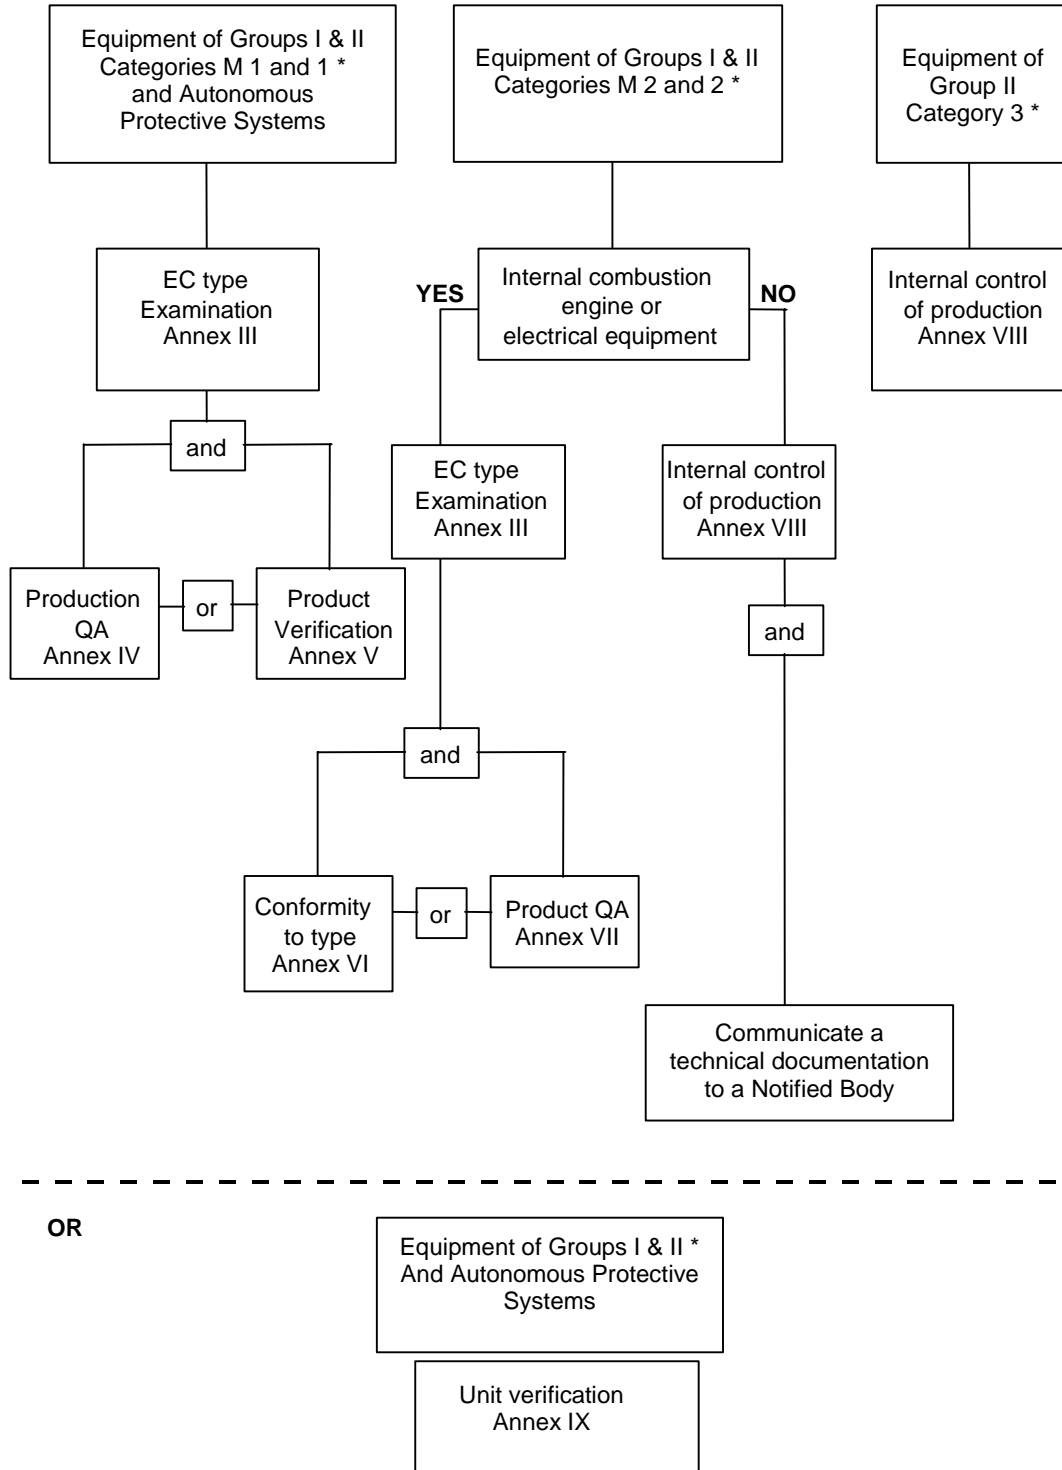 Equipment of Groups I & II
Categories M 1 and 1 *
and Autonomous
Protective Systems
Equipment of Groups I & II
Categories M 2 and 2 *
Equipment of
Group II
Category 3 *
EC type
Examination
Annex III
YES
Internal combustion
engine or
electrical equipment
NO
Internal control
of production
Annex VIII
and
Production
QA
Annex IV
or
Product
Verification
Annex V
EC type
Examination
Annex III
Internal control
of production
Annex VIII
and
and
Conformity
to type
Annex VI
or
Product QA
Annex VII
Communicate a
technical documentation
to a Notified Body
OR
Equipment of Groups I & II *
And Autonomous Protective
Systems
Unit verification
Annex IX